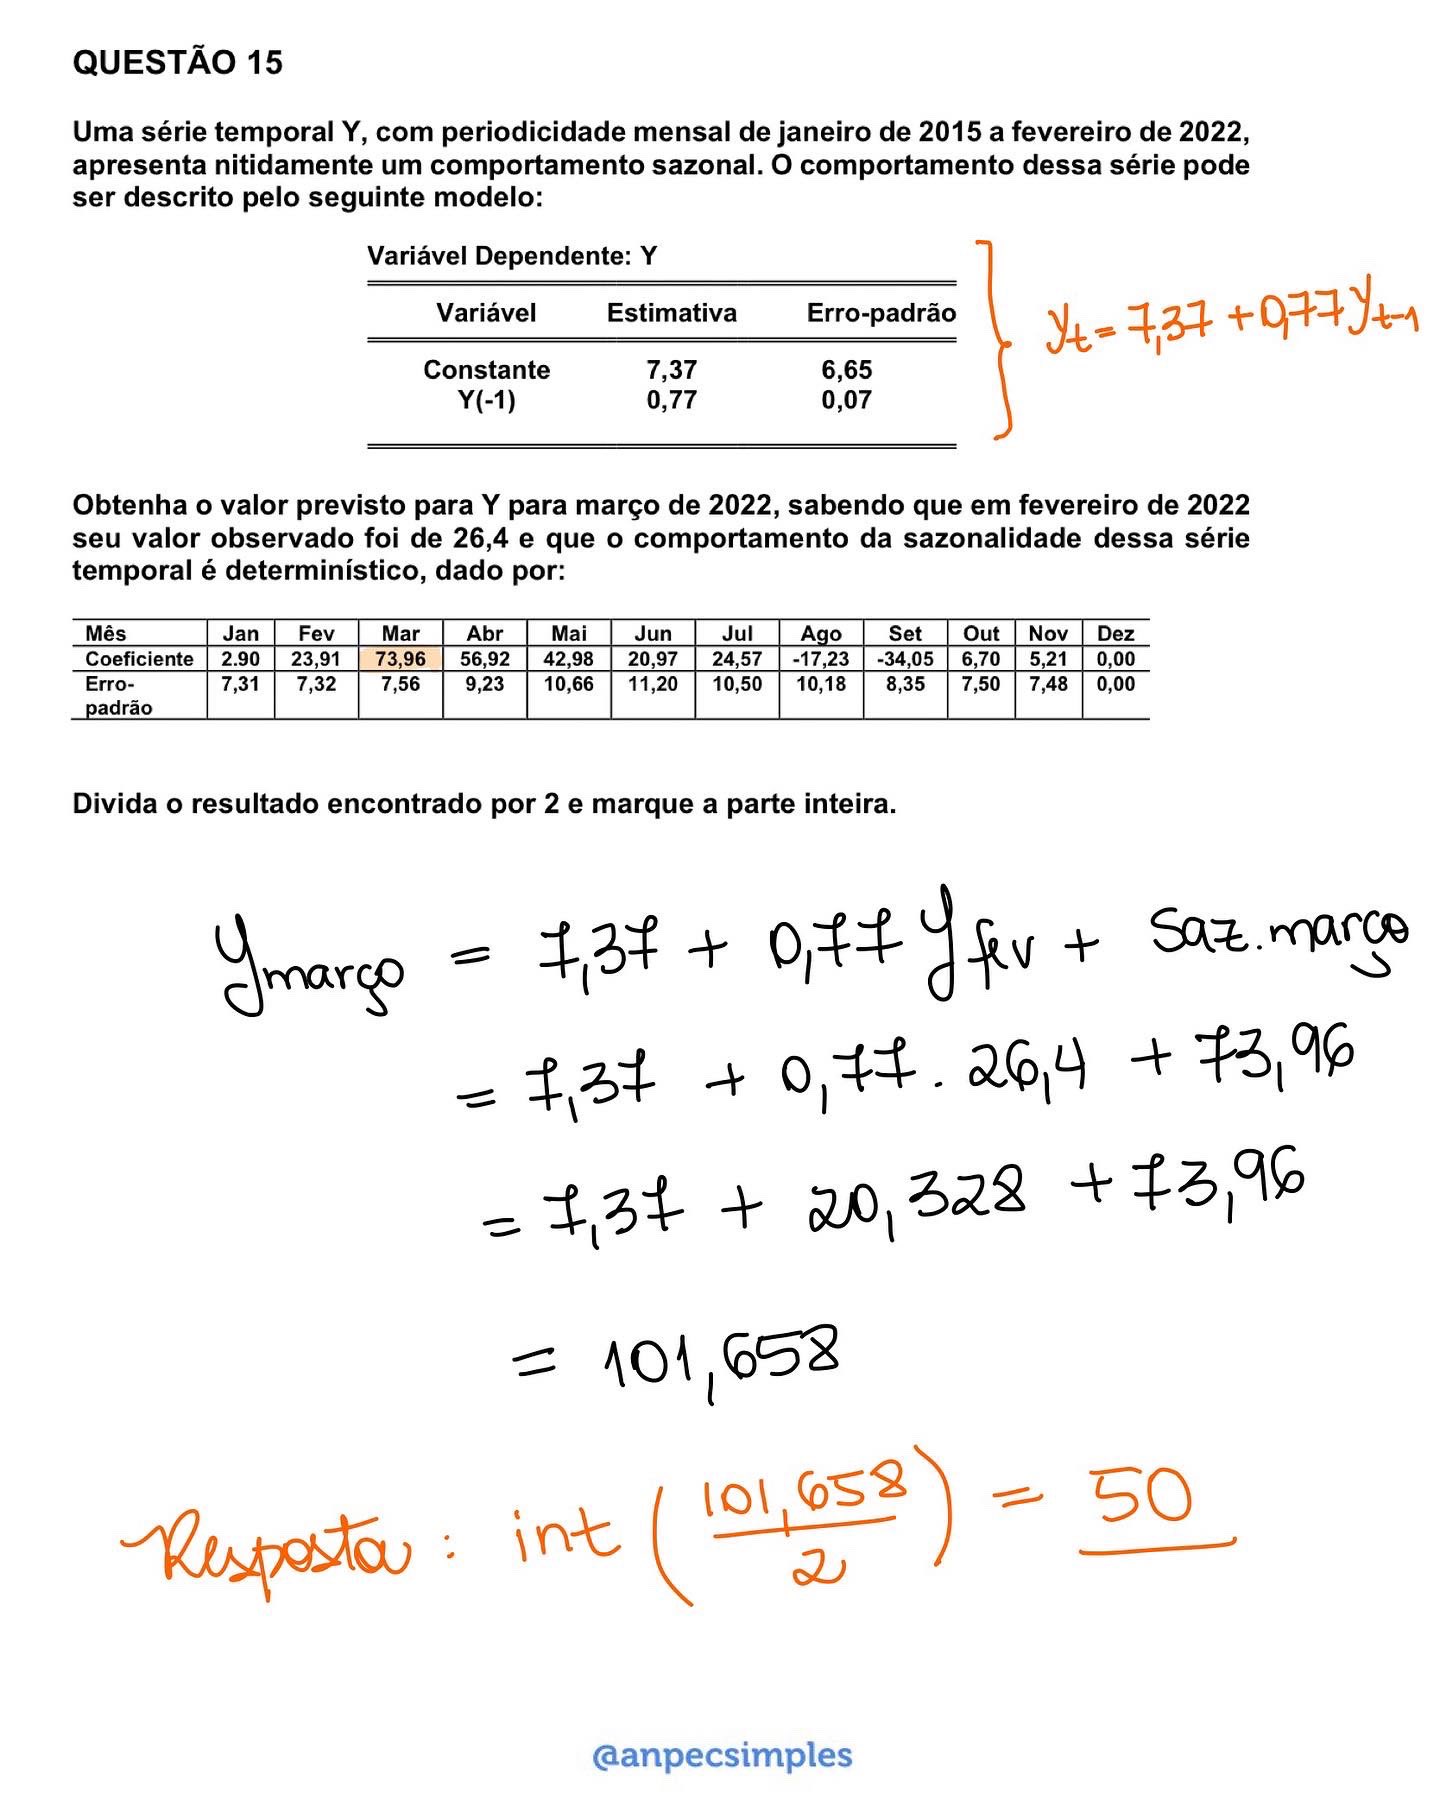 QUESTÃO 15
Uma série temporal Y, com periodicidade mensal de janeiro de 2015 a fevereiro de 2022,
apresenta nitidamente um comportamento sazonal. O comportamento dessa série pode
ser descrito pelo seguinte modelo:
Variável Dependente: Y
Variável Estimativa Erro-padrão
Constante 7,37 6,65
Y(-1) 0,77 0,07
yt = 7,37 + 0,77 yt-1
Obtenha o valor previsto para Y para março de 2022, sabendo que em fevereiro de 2022
seu valor observado foi de 26,4 e que o comportamento da sazonalidade dessa série
temporal é determinístico, dado por:
Mês Jan Fev Mar Abr Mai Jun Jul Ago Set Out Nov Dez
Coeficiente 2.90 23,91 73,96 56,92 42,98 20,97 24,57 -17,23 -34,05 6,70 5,21 0,00
Erro- 7,31 7,32 7,56 9,23 10,66 11,20 10,50 10,18 8,35 7,50 7,48 0,00
padrão
Divida o resultado encontrado por 2 e marque a parte inteira.
y março = 7,37 + 0,77 y fev + saz. março
= 7,37 + 0,77 . 26,4 + 73,96
= 7,37 + 20,328 + 73,96
= 101,658
Resposta : int ( 101,658 / 2 ) = 50
@anpecsimples